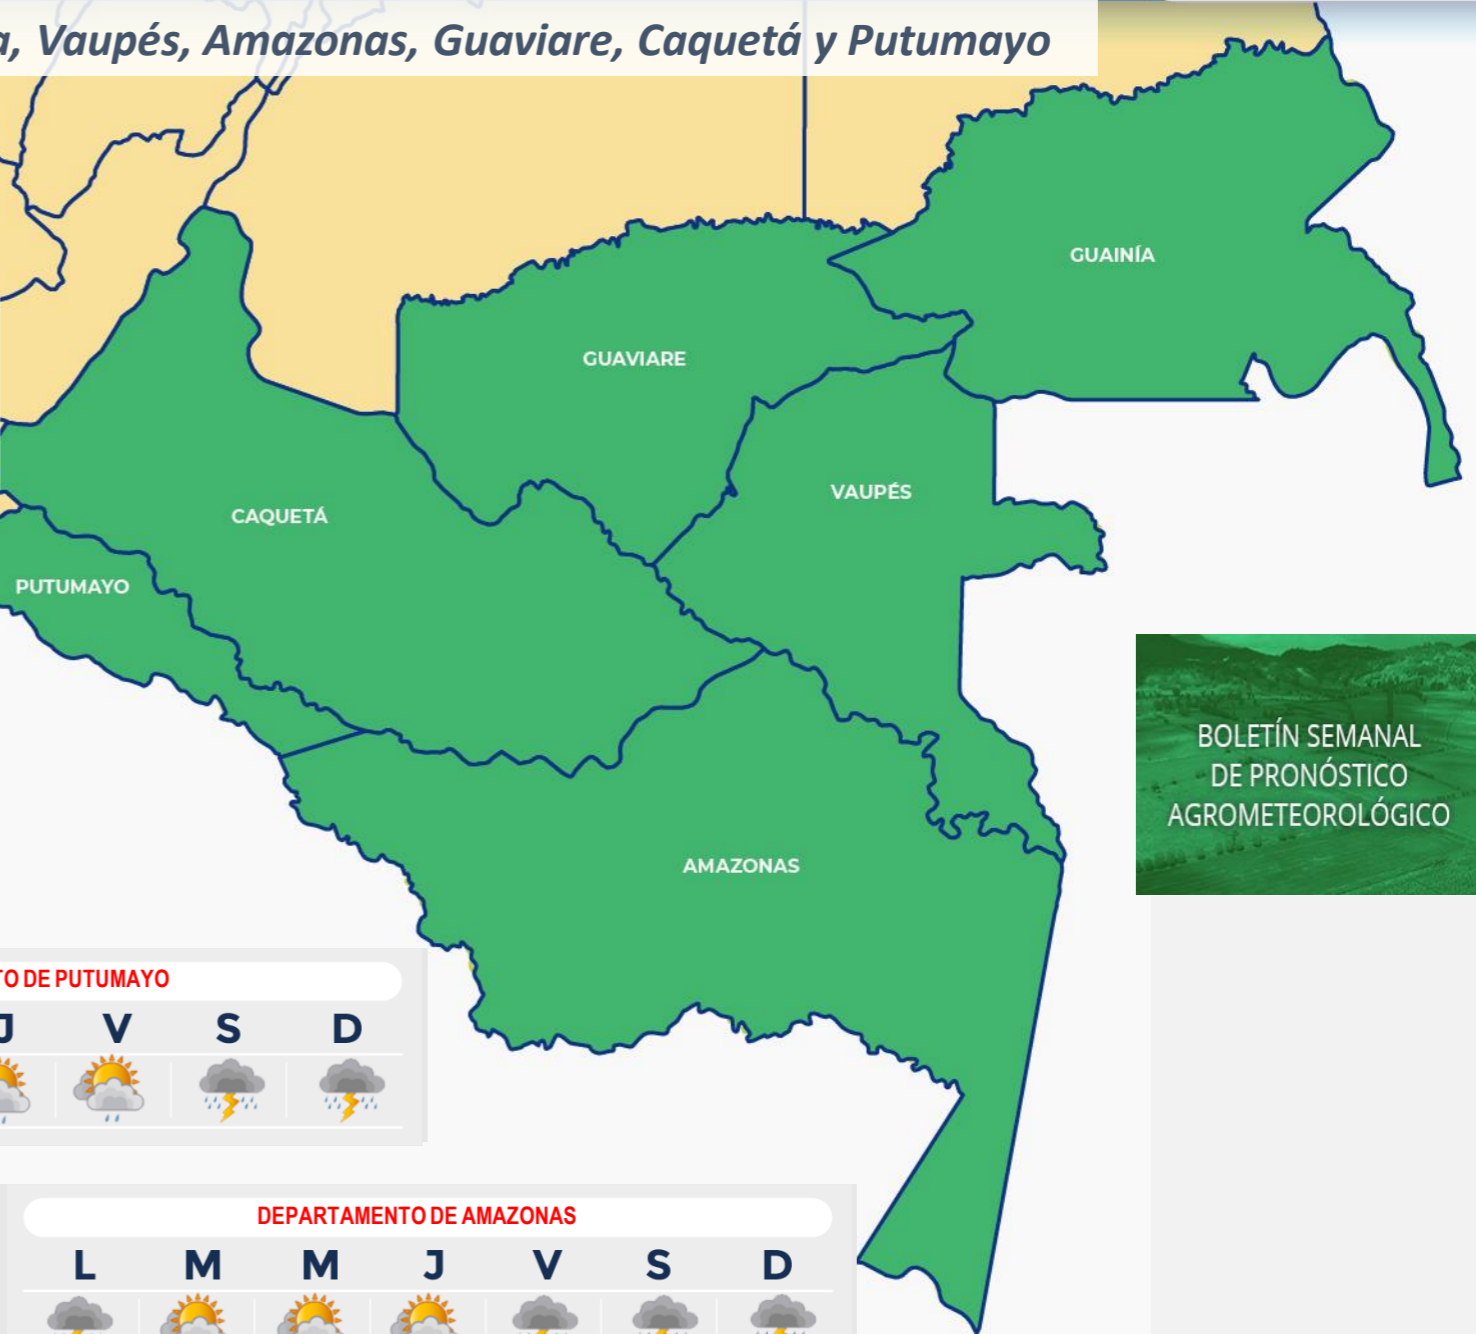 a, Vaupés, Amazonas, Guaviare, Caquetá y Putumayo
GUAINÍA
GUAVIARE
VAUPÉS
CAQUETÁ
PUTUMAYO
BOLETÍN SEMANAL
DE PRONÓSTICO
AGROMETEOROLÓGICO
AMAZONAS
TO DE PUTUMAYO
J V S D
DEPARTAMENTO DE AMAZONAS
L M M J V S D